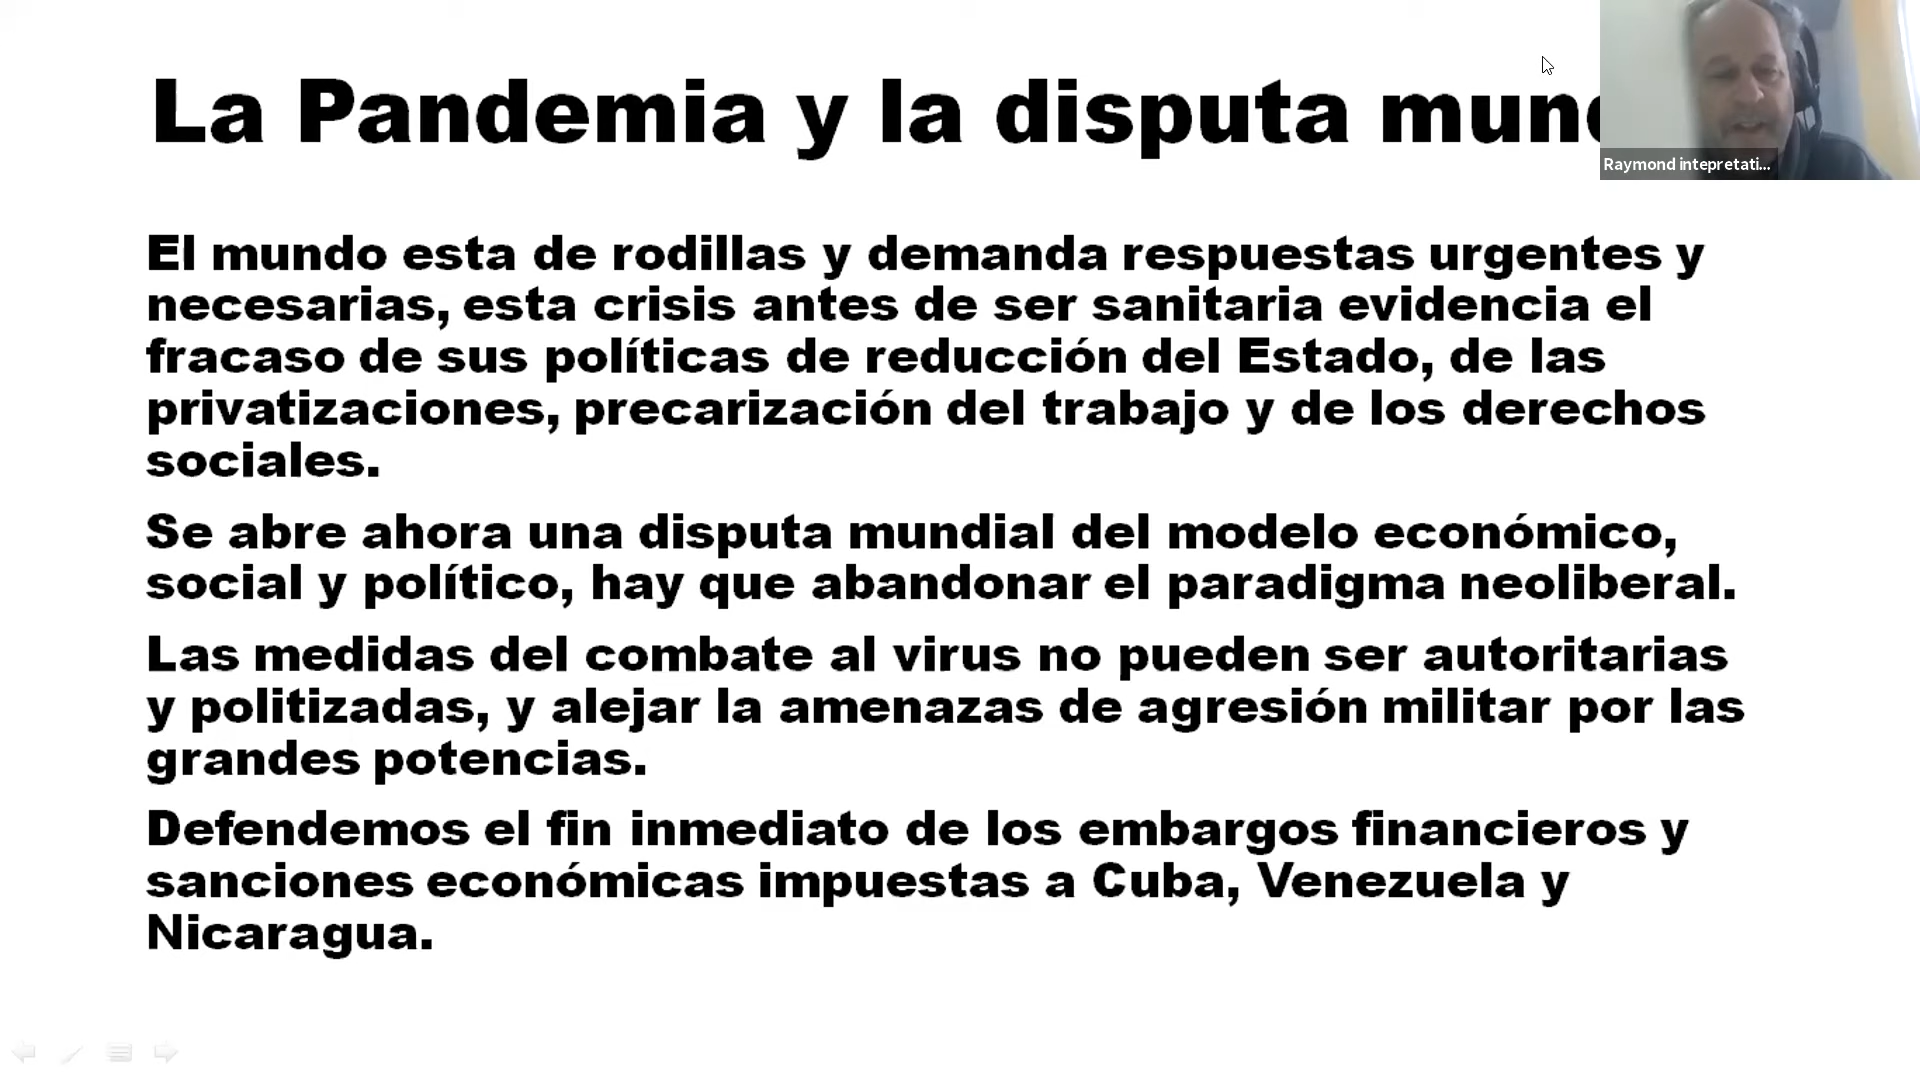 La Pandemia y la disputa
El mundo esta de rodillas y demanda respuestas urgentes y
necesarias, esta crisis antes de ser sanitaria evidencia el
fracaso de sus políticas de reducción del Estado, de las
privatizaciones, precarización del trabajo y de los derechos
sociales.
Se abre ahora una disputa mundial del modelo económico,
social y político, hay que abandonar el paradigma neoliberal.
Las medidas del combate al virus no pueden ser autoritarias
y politizadas, y alejar la amenazas de agresión militar por las
grandes potencias.
Defendemos el fin inmediato de los embargos financieros y
sanciones económicas impuestas a Cuba, Venezuela y
Nicaragua.
Raymond intepretati...